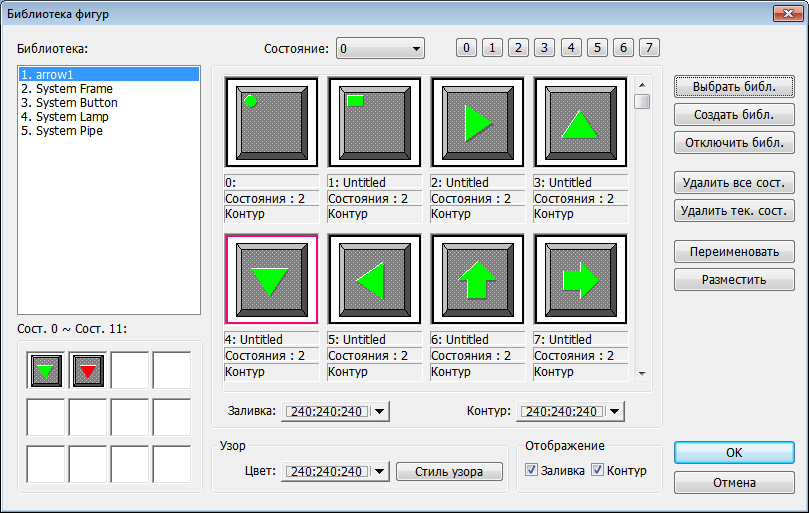 Библиотека фигур
Библиотека:
Состояние: 0
0 1 2 3 4 5 6 7
1. arrow1
2. System Frame
3. System Button
4. System Lamp
5. System Pipe
0:
Состояния : 2
Контур
1: Untitled
Состояния : 2
Контур
2: Untitled
Состояния : 2
Контур
3: Untitled
Состояния : 2
Контур
4: Untitled
Состояния : 2
Контур
5: Untitled
Состояния : 2
Контур
6: Untitled
Состояния : 2
Контур
7: Untitled
Состояния : 2
Контур
Выбрать библ.
Создать библ.
Отключить библ.
Удалить все сост.
Удалить тек. сост.
Переименовать
Разместить
Сост. 0 ~ Сост. 11:
Заливка: 240;240;240
Контур: 240;240;240
Узор
Цвет: 240;240;240
Стиль узора
Отображение
Заливка
Контур
OK
Отмена